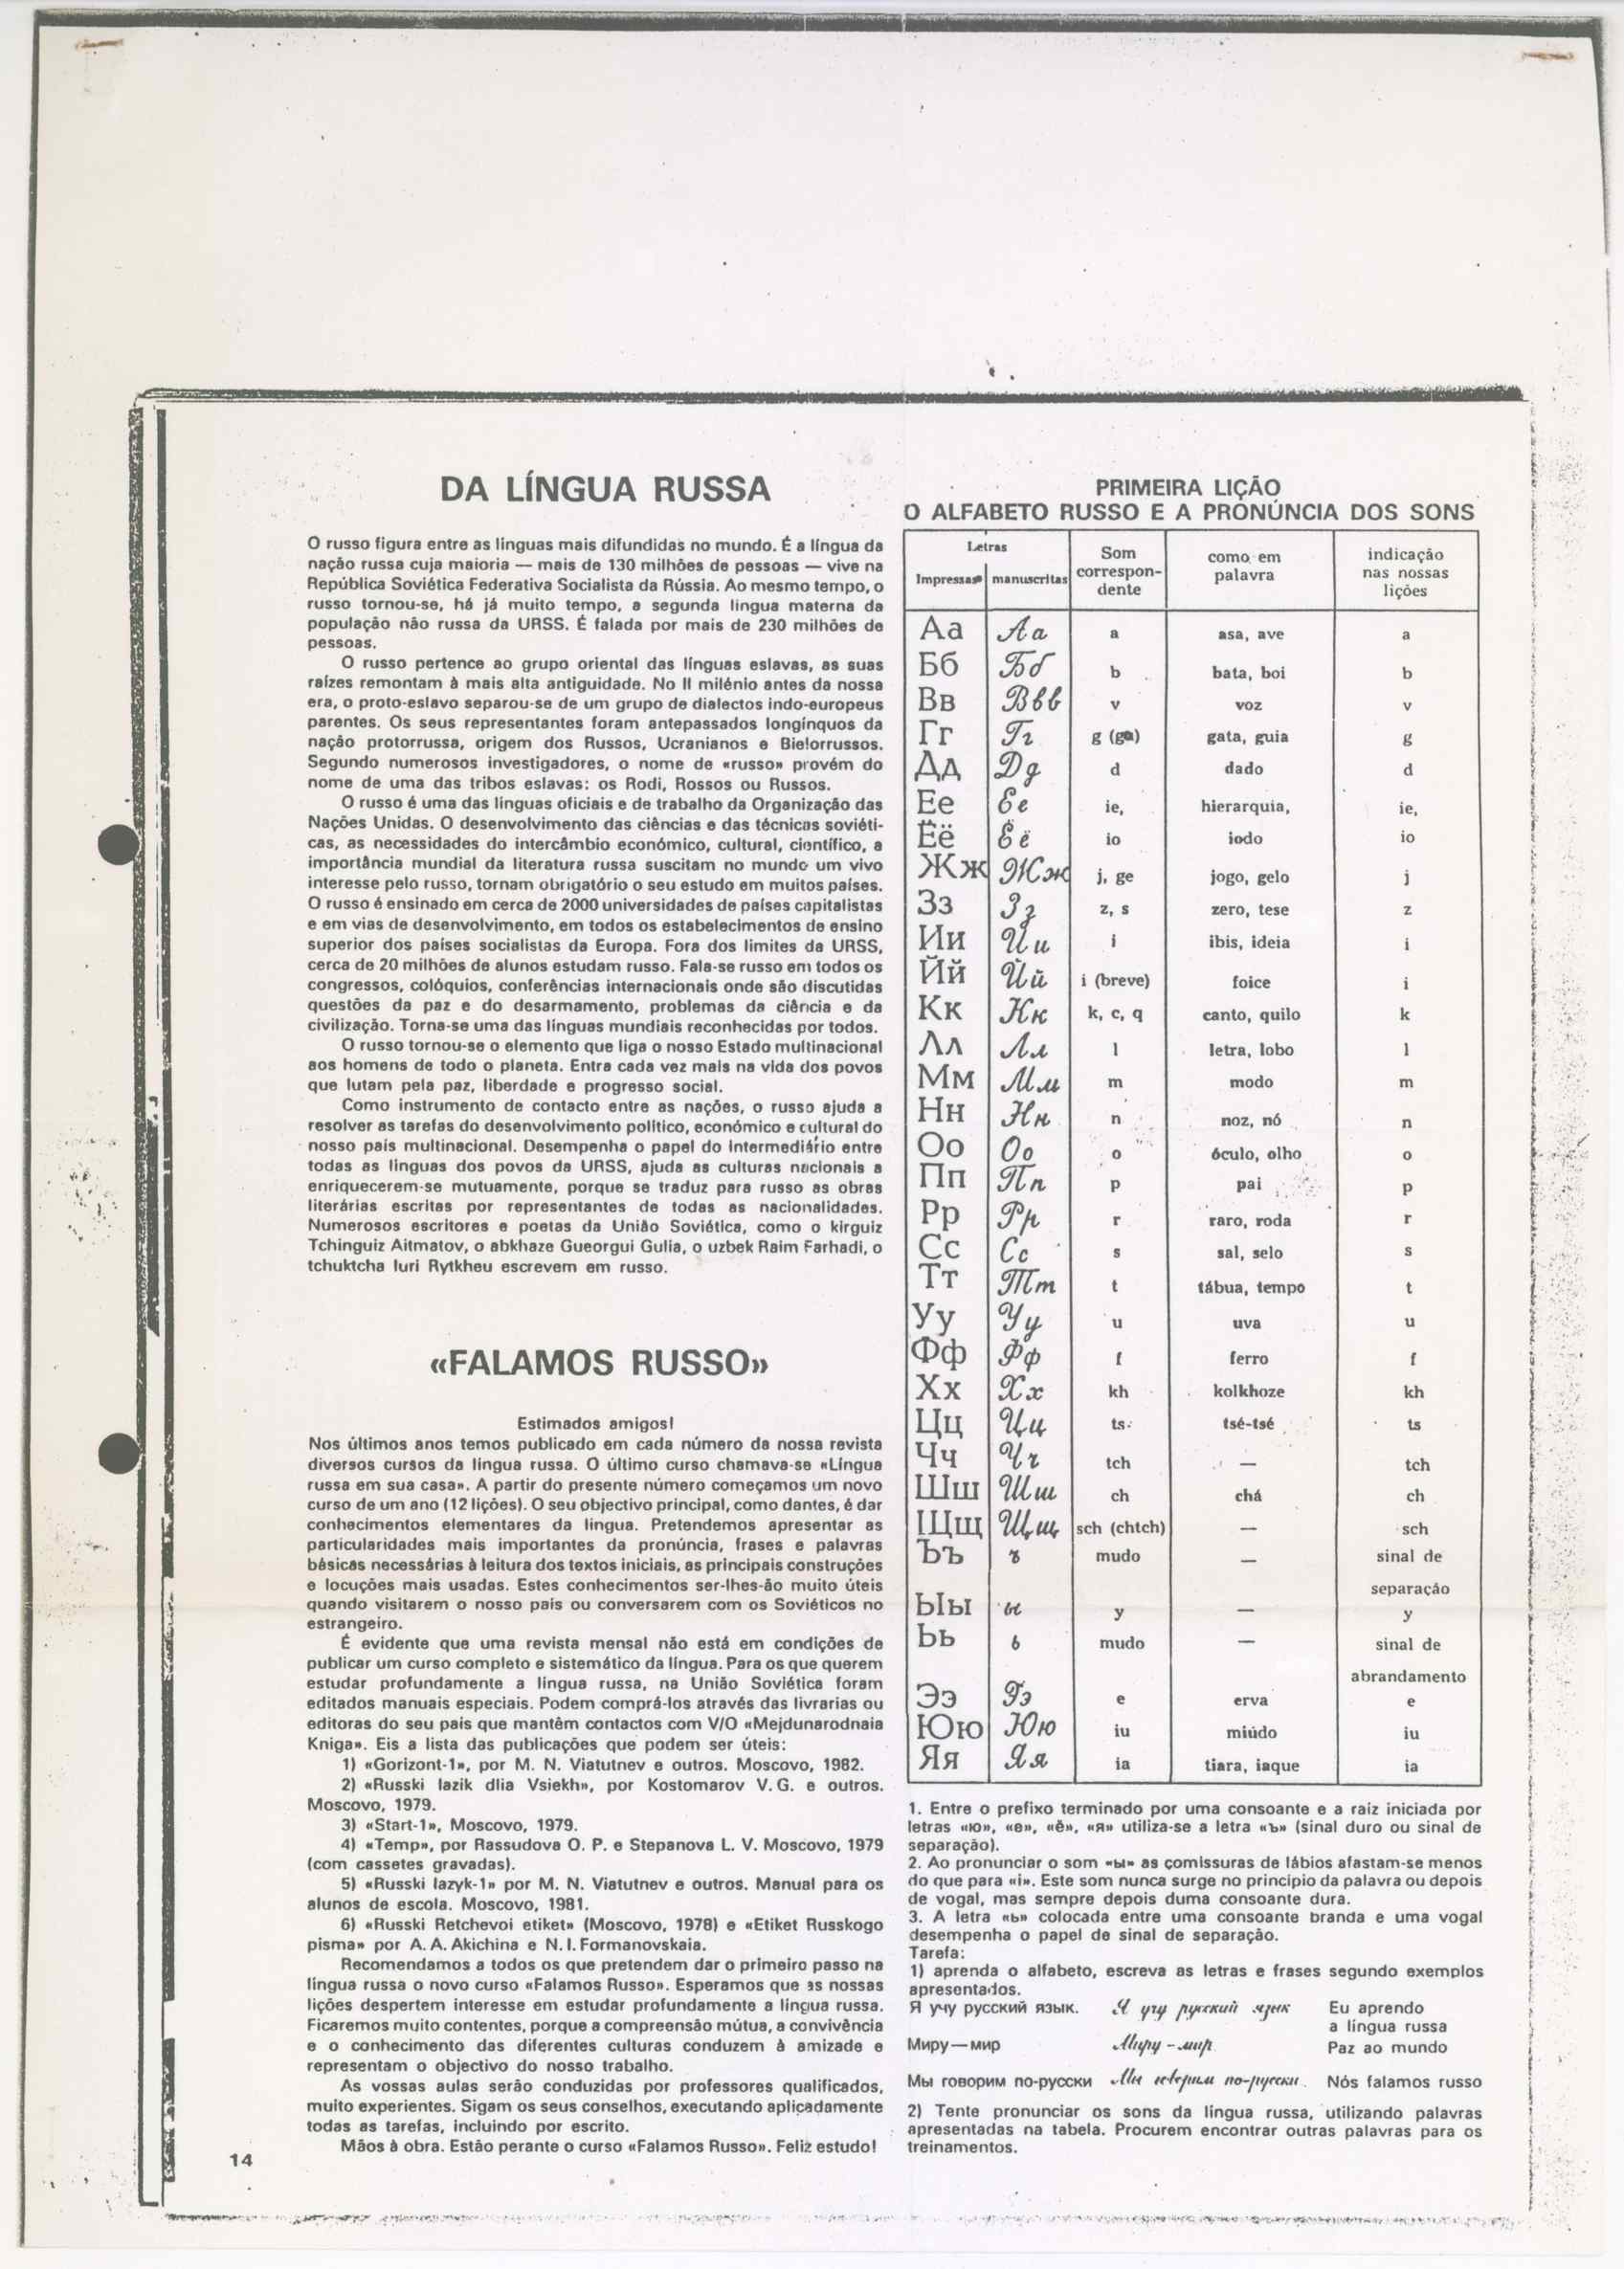 DA LÍNGUA RUSSA
O russo figura entre as línguas mais difundidas no mundo. É a língua da
nação russa cuja maioria — mais de 130 milhões de pessoas — vive na
República Soviética Federativa Socialista da Rússia. Ao mesmo tempo, o
russo tornou-se, há já muito tempo, a segunda língua materna da
população não russa da URSS. É falada por mais de 230 milhões de
pessoas.
O russo pertence ao grupo oriental das línguas eslavas, as suas
raízes remontam à mais alta antiguidade. No II milénio antes da nossa
era, o proto-eslavo separou-se de um grupo de dialectos indo-europeus
parentes. Os seus representantes foram antepassados longínquos da
nação protorrussa, origem dos Russos, Ucranianos e Bielorrussos.
Segundo numerosos investigadores, o nome de «russo» provém do
nome de uma das tribos eslavas: os Rodi, Rossos ou Russos.
O russo é uma das línguas oficiais e de trabalho da Organização das
Nações Unidas. O desenvolvimento das ciências e das técnicas soviéti-
cas, as necessidades do intercâmbio económico, cultural, científico, a
importância mundial da literatura russa suscitam no mundo um vivo
interesse pelo russo, tornam obrigatório o seu estudo em muitos países.
O russo é ensinado em cerca de 2000 universidades de países capitalistas
e em vias de desenvolvimento, em todos os estabelecimentos de ensino
superior dos países socialistas da Europa. Fora dos limites da URSS,
cerca de 20 milhões de alunos estudam russo. Fala-se russo em todos os
congressos, colóquios, conferências internacionais onde são discutidas
questões da paz e do desarmamento, problemas da ciência e da
civilização. Torna-se uma das línguas mundiais reconhecidas por todos.
O russo tornou-se o elemento que liga o nosso Estado multinacional
aos homens de todo o planeta. Entra cada vez mais na vida dos povos
que lutam pela paz, liberdade e progresso social.
Como instrumento de contacto entre as nações, o russo ajuda a
resolver as tarefas do desenvolvimento político, económico e cultural do
nosso país multinacional. Desempenha o papel do Intermediário entre
todas as línguas dos povos da URSS, ajuda as culturas nacionais a
enriquecerem-se mutuamente, porque se traduz para russo as obras
literárias escritas por representantes de todas as nacionalidades.
Numerosos escritores e poetas da União Soviética, como o kirguiz
Tchinguiz Aitmatov, o abkhaze Gueorgui Gulia, o uzbek Raim Farhadi, o
tchuktcha Iuri Rytkheu escrevem em russo.
«FALAMOS RUSSO»
Estimados amigos!
Nos últimos anos temos publicado em cada número da nossa revista
diversos cursos da língua russa. O último curso chamava-se «Língua
russa em sua casa». A partir do presente número começamos um novo
curso de um ano (12 lições). O seu objectivo principal, como dantes, é dar
conhecimentos elementares da língua. Pretendemos apresentar as
particularidades mais importantes da pronúncia, frases e palavras
básicas necessárias à leitura dos textos iniciais, as principais construções
e locuções mais usadas. Estes conhecimentos ser-lhes-ão muito úteis
quando visitarem o nosso país ou conversarem com os Soviéticos no
estrangeiro.
É evidente que uma revista mensal não está em condições de
publicar um curso completo e sistemático da língua. Para os que querem
estudar profundamente a língua russa, na União Soviética foram
editados manuais especiais. Podem comprá-los através das livrarias ou
editoras do seu país que mantêm contactos com V/O «Mejdunarodnaia
Kniga». Eis a lista das publicações que podem ser úteis:
1) «Gorizont-1», por M. N. Viatutnev e outros. Moscovo, 1982.
2) «Russki Iazik dlia Vsiekh», por Kostomarov V. G. e outros.
Moscovo, 1979.
3) «Start-1», Moscovo, 1979.
4) «Temp», por Rassudova O. P. e Stepanova L. V. Moscovo, 1979
(com cassetes gravadas).
5) «Russki Iazyk-1» por M. N. Viatutnev e outros. Manual para os
alunos de escola. Moscovo, 1981.
6) «Russki Retchevoi etiket» (Moscovo, 1978) e «Etiket Russkogo
pisma» por A. A. Akichina e N. I. Formanovskaia.
Recomendamos a todos os que pretendem dar o primeiro passo na
língua russa o novo curso «Falamos Russo». Esperamos que as nossas
lições despertem interesse em estudar profundamente a língua russa.
Ficaremos muito contentes, porque a compreensão mútua, a convivência
e o conhecimento das diferentes culturas conduzem à amizade e
representam o objectivo do nosso trabalho.
As vossas aulas serão conduzidas por professores qualificados,
muito experientes. Sigam os seus conselhos, executando aplicadamente
todas as tarefas, incluindo por escrito.
Mãos à obra. Estão perante o curso «Falamos Russo». Feliz estudo!
14
PRIMEIRA LIÇÃO
O ALFABETO RUSSO E A PRONÚNCIA DOS SONS
Letras
Impressas manuscritas
Som
correspon-
dente
como em
palavra
indicação
nas nossas
lições
Аа Аа a asa, ave a
Бб Бб b bata, boi b
Вв Ввв v voz v
Гг Гг g (ga) gata, guia g
Дд Дд d dado d
Ее Ее ie, hierarquia, ie,
Ёё Ёё io iodo io
Жж Жж j, ge jogo, gelo j
Зз Зз z, s zero, tese z
Ии Ии i ibis, ideia i
Йй Йй i (breve) foice i
Кк Кк k, c, q canto, quilo k
Лл Лл l letra, lobo l
Мм Мм m modo m
Нн Нн n noz, nó n
Оо Оо o óculo, olho o
Пп Пп p pai p
Рр Рр r raro, roda r
Сс Сс s sal, selo s
Тт Тт t tábua, tempo t
Уу Уу u uva u
Фф Фф f ferro f
Хх Хх kh kolkhoze kh
Цц Цц ts tsé-tsé ts
Чч Чч tch — tch
Шш Шш ch chá ch
Щщ Щщ sch (chtch) — sch
Ъъ ъ mudo — sinal de
separação
Ыы ы y — y
Ьь ь mudo — sinal de
abrandamento
Ээ Ээ e erva e
Юю Юю iu miúdo iu
Яя Яя ia tiara, iaque ia
1. Entre o prefixo terminado por uma consoante e a raíz iniciada por
letras «ю», «е», «ё», «я» utiliza-se a letra «ъ» (sinal duro ou sinal de
separação).
2. Ao pronunciar o som «ы» as comissuras de lábios afastam-se menos
do que para «i». Este som nunca surge no princípio da palavra ou depois
de vogal, mas sempre depois duma consoante dura.
3. A letra «ь» colocada entre uma consoante branda e uma vogal
desempenha o papel de sinal de separação.
Tarefa:
1) aprenda o alfabeto, escreva as letras e frases segundo exemplos
apresentados.
Я учу русский язык. Я учу русский язык Eu aprendo
a língua russa
Миру—мир Миру-мир Paz ao mundo
Мы говорим по-русски Мы говорим по-русски. Nós falamos russo
2) Tente pronunciar os sons da língua russa, utilizando palavras
apresentadas na tabela. Procurem encontrar outras palavras para os
treinamentos.